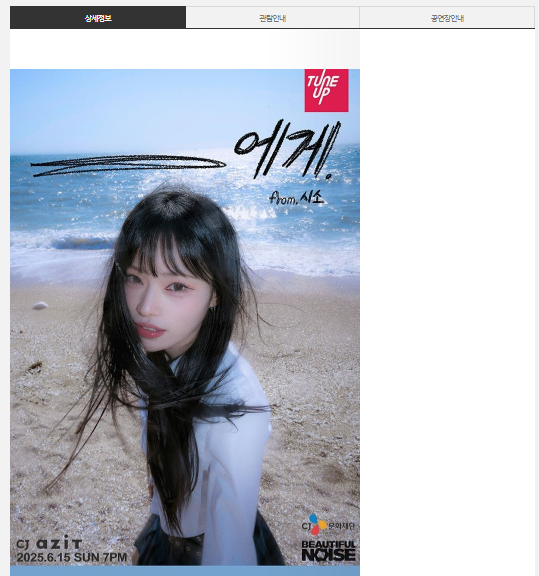 상세정보
관람안내
공연장안내
TUNE
UP
에게.
from. 시소
CJ 문화재단
CJ azit
2025.6.15 SUN 7PM
BEAUTIFUL
NOISE